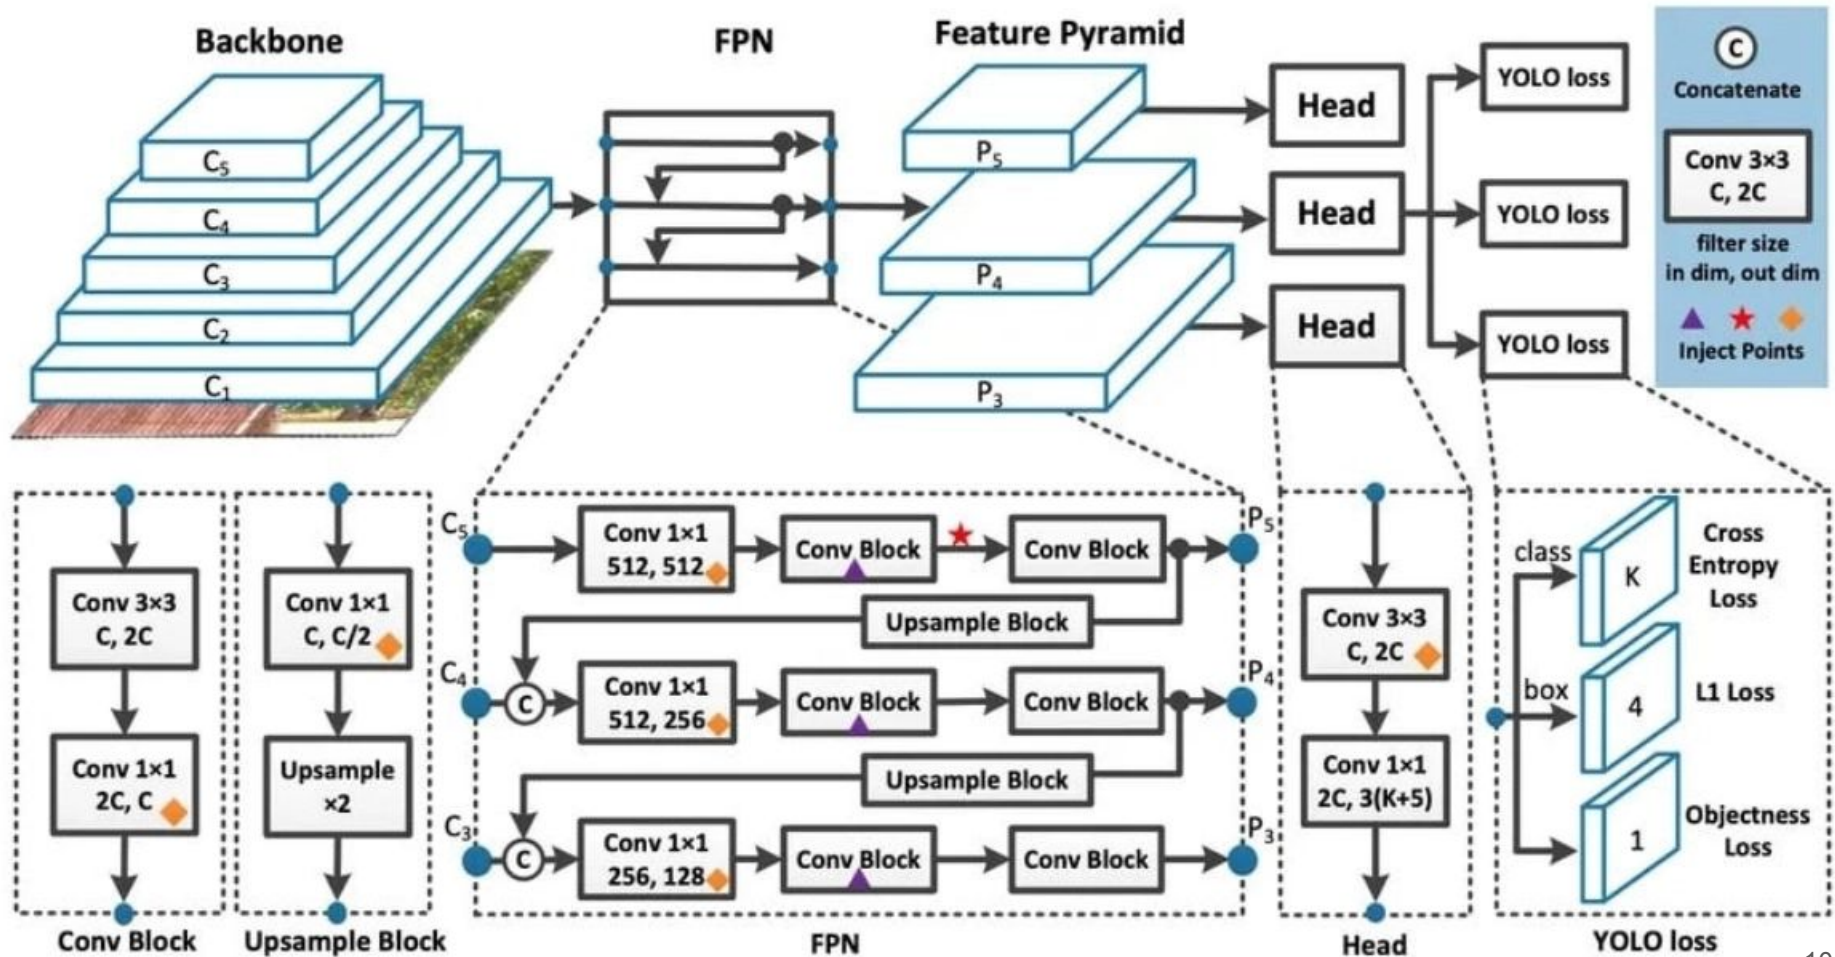 Backbone
FPN
Feature Pyramid
C5
C4
C3
C2
C1
P5
P4
P3
Head
Head
Head
YOLO loss
YOLO loss
YOLO loss
C
Concatenate
Conv 3×3
C, 2C
filter size
in dim, out dim
Inject Points
Conv 3×3
C, 2C
Conv 1×1
2C, C
Conv Block
Conv 1×1
C, C/2
Upsample
×2
Upsample Block
C5
Conv 1×1
512, 512
Conv Block
Conv Block
P5
Upsample Block
C4
C
Conv 1×1
512, 256
Conv Block
Conv Block
P4
Upsample Block
C3
C
Conv 1×1
256, 128
Conv Block
Conv Block
P3
FPN
Conv 3×3
C, 2C
Conv 1×1
2C, 3(K+5)
Head
class
K
Cross
Entropy
Loss
box
4
L1 Loss
1
Objectness
Loss
YOLO loss